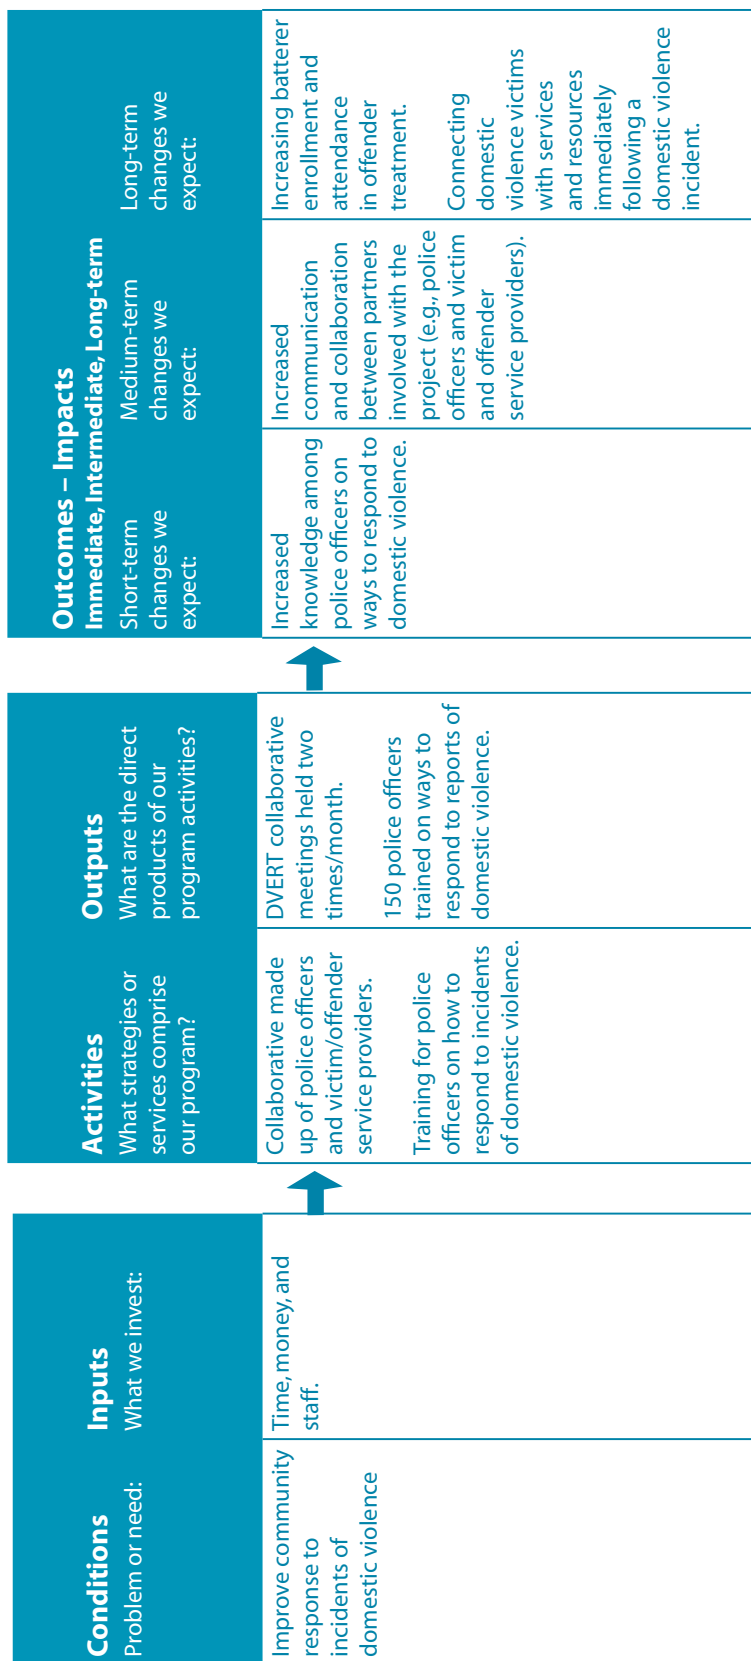 Conditions
Problem or need:
Improve community
response to
incidents of
domestic violence
Inputs
What we invest:
Time, money, and
staff.
Activities
What strategies or
services comprise
our program?
Collaborative made
up of police officers
and victim/offender
service providers.
Training for police
officers on how to
respond to incidents
of domestic violence.
Outputs
What are the direct
products of our
program activities?
DVERT collaborative
meetings held two
times/month.
150 police officers
trained on ways to
respond to reports of
domestic violence.
Outcomes – Impacts
Immediate, Intermediate, Long-term
Short-term
changes we
expect:
Increased
knowledge among
police officers on
ways to respond to
domestic violence.
Medium-term
changes we
expect:
Increased
communication
and collaboration
between partners
involved with the
project (e.g., police
officers and victim
and offender
service providers).
Long-term
changes we
expect:
Increasing batterer
enrollment and
attendance
in offender
treatment.
Connecting
domestic
violence victims
with services
and resources
immediately
following a
domestic violence
incident.